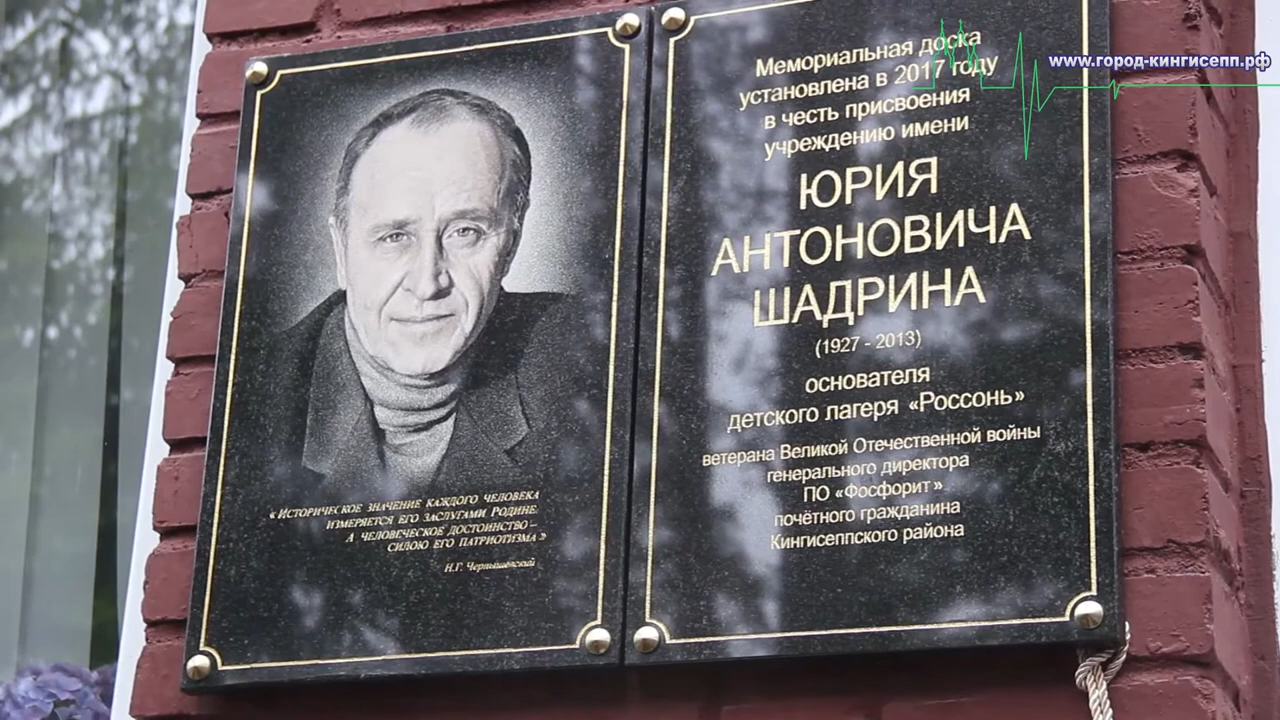 www.город-кингисепп.рф
Мемориальная доска
установлена в 2017 году
в честь присвоения
учреждению имени
ЮРИЯ
АНТОНОВИЧА
ШАДРИНА
(1927 - 2013)
основателя
детского лагеря «Россонь»
ветерана Великой Отечественной войны
генерального директора
ПО «Фосфорит»
почётного гражданина
Кингисеппского района
«Историческое значение каждого человека
измеряется его заслугами Родине,
а человеческое достоинство –
силою его патриотизма»
Н.Г. Чернышевский